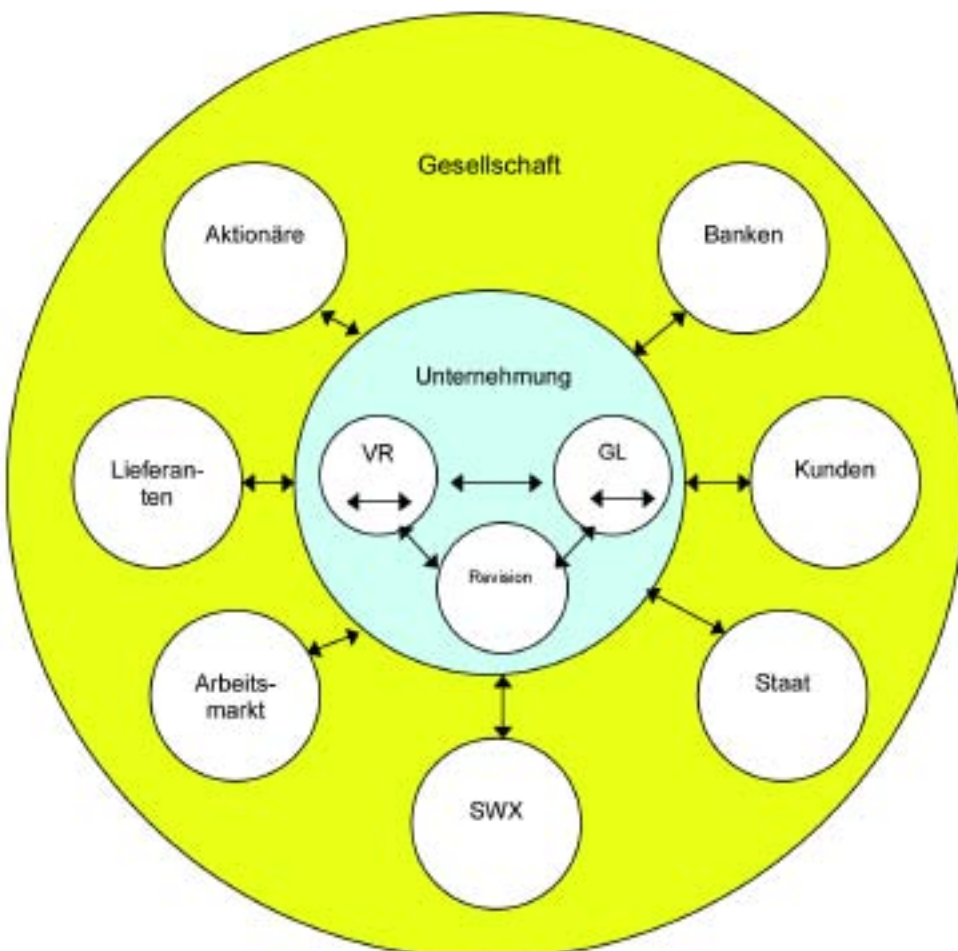 Gesellschaft
Aktionäre
Banken
Unternehmung
VR
GL
Lieferan-
ten
Kunden
Revision
Arbeits-
markt
Staat
SWX